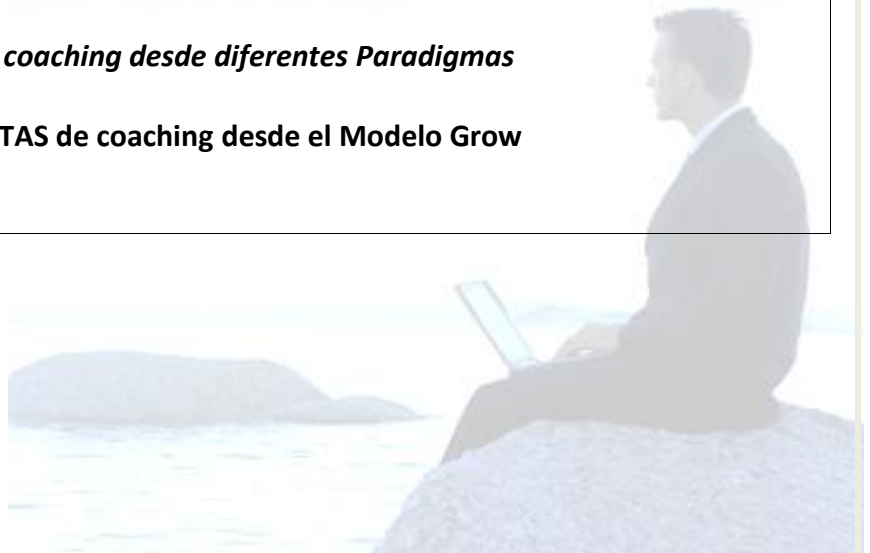 coaching desde diferentes Paradigmas
TAS de coaching desde el Modelo Grow